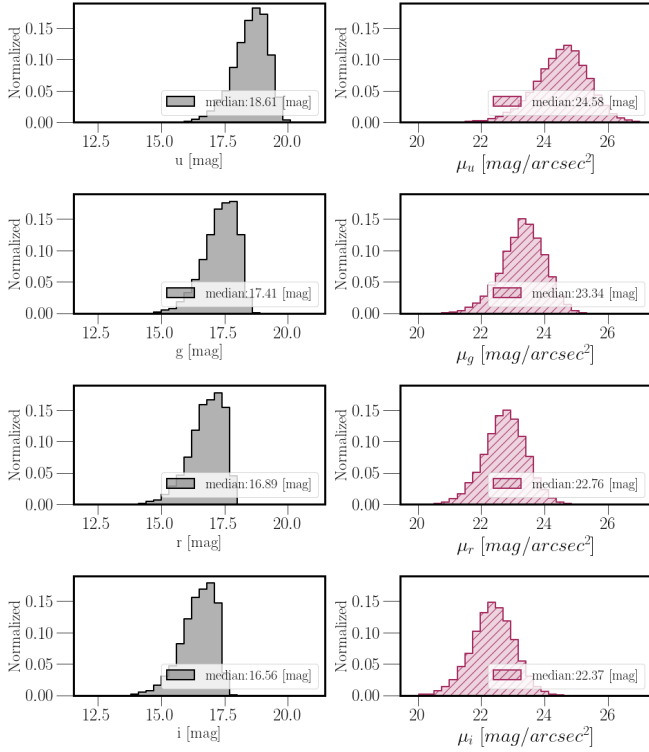 Normalized
0.15
0.10
0.05
0.00
median:18.61 [mag]
12.5 15.0 17.5 20.0
u [mag]
Normalized
0.15
0.10
0.05
0.00
median:24.58 [mag]
20 22 24 26
μ_u [mag/arcsec²]
Normalized
0.15
0.10
0.05
0.00
median:17.41 [mag]
12.5 15.0 17.5 20.0
g [mag]
Normalized
0.15
0.10
0.05
0.00
median:23.34 [mag]
20 22 24 26
μ_g [mag/arcsec²]
Normalized
0.15
0.10
0.05
0.00
median:16.89 [mag]
12.5 15.0 17.5 20.0
r [mag]
Normalized
0.15
0.10
0.05
0.00
median:22.76 [mag]
20 22 24 26
μ_r [mag/arcsec²]
Normalized
0.15
0.10
0.05
0.00
median:16.56 [mag]
12.5 15.0 17.5 20.0
i [mag]
Normalized
0.15
0.10
0.05
0.00
median:22.37 [mag]
20 22 24 26
μ_i [mag/arcsec²]